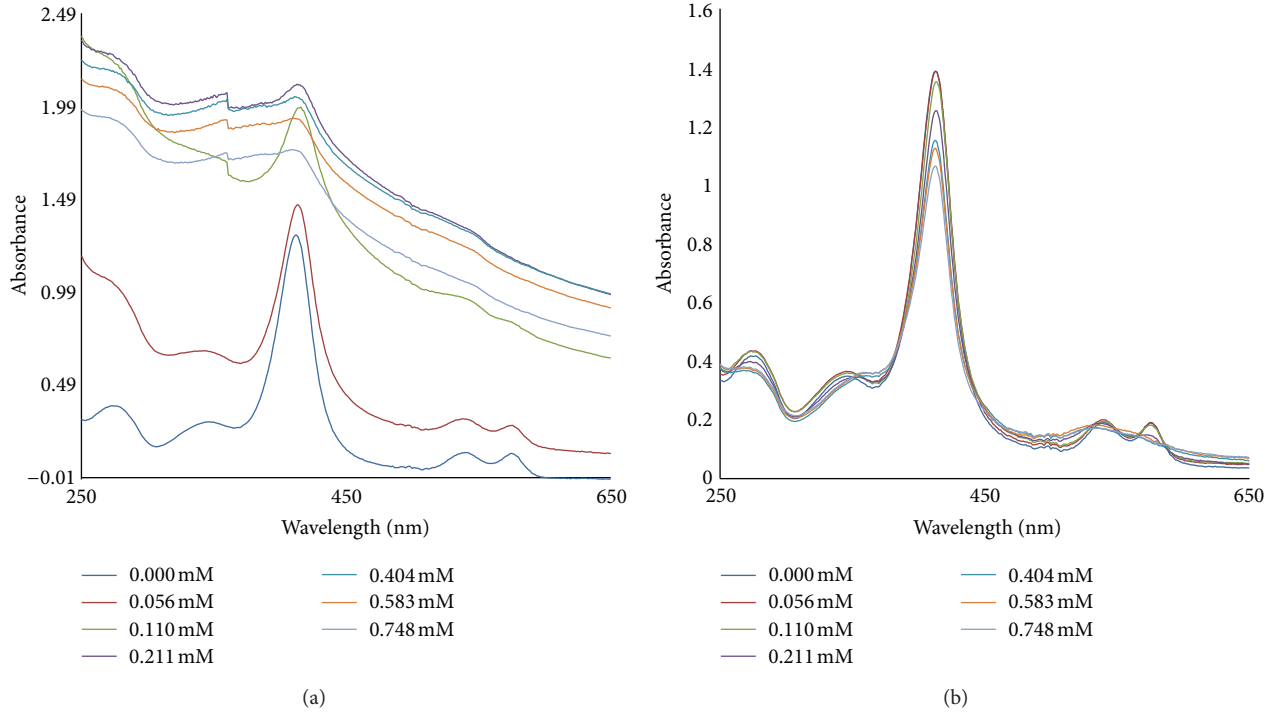 2.49
1.99
1.49
0.99
0.49
−0.01
Absorbance
250
450
650
Wavelength (nm)
0.000 mM
0.056 mM
0.110 mM
0.211 mM
0.404 mM
0.583 mM
0.748 mM
(a)
1.6
1.4
1.2
1
0.8
0.6
0.4
0.2
0
Absorbance
250
450
650
Wavelength (nm)
0.000 mM
0.056 mM
0.110 mM
0.211 mM
0.404 mM
0.583 mM
0.748 mM
(b)